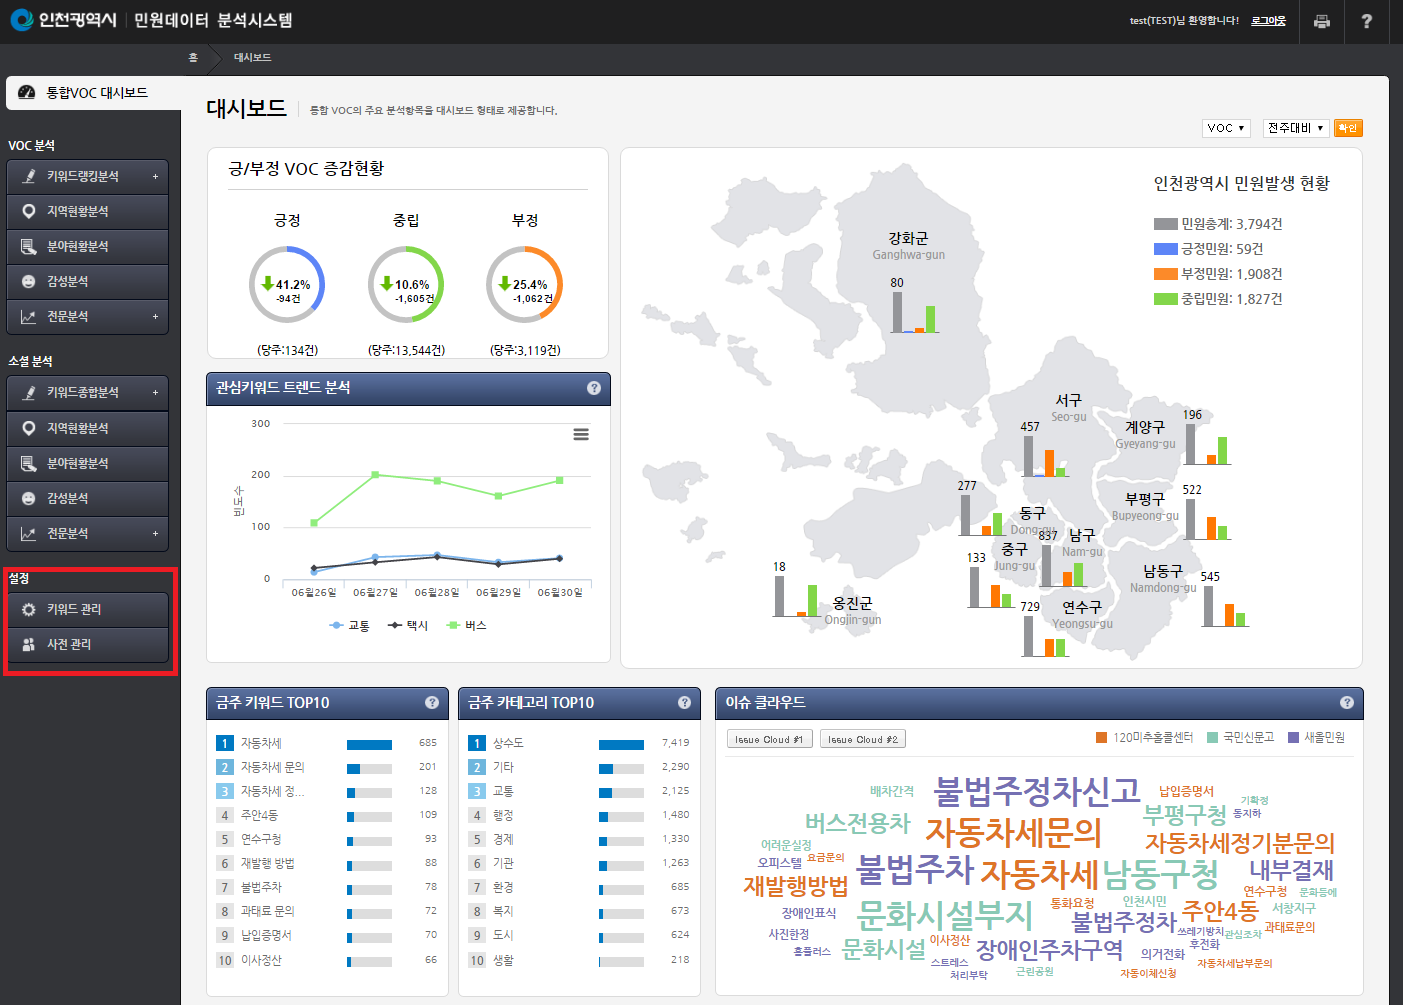 인천광역시 민원데이터 분석시스템
test(TEST)님 환영합니다! 로그아웃 ?
홈 대시보드
통합VOC 대시보드
VOC 분석
키워드랭킹분석 +
지역현황분석
분야현황분석
감성분석
전문분석 +
소셜 분석
키워드종합분석 +
지역현황분석
분야현황분석
감성분석
전문분석 +
설정
키워드 관리
사전 관리
대시보드 통합 VOC의 주요 분석항목을 대시보드 형태로 제공합니다.
VOC ▼ 전주대비 ▼ 확인
긍/부정 VOC 증감현황
긍정 중립 부정
41.2% 10.6% 25.4%
-94건 -1,605건 -1,062건
(당주:134건) (당주:13,544건) (당주:3,119건)
관심키워드 트렌드 분석 ?
300
200
100
0
빈도수
06월26일 06월27일 06월28일 06월29일 06월30일
교통 택시 버스
인천광역시 민원발생 현황
민원총계: 3,794건
긍정민원: 59건
부정민원: 1,908건
중립민원: 1,827건
강화군
Ganghwa-gun
80
서구
Seo-gu
457
계양구
Gyeyang-gu
196
부평구
Bupyeong-gu
522
277
동구
Dong-gu
837
남구
Nam-gu
133
중구
Jung-gu
남동구
Namdong-gu
545
729
연수구
Yeongsu-gu
18
옹진군
Ongjin-gun
금주 키워드 TOP10 ?
1 자동차세 685
2 자동차세 문의 201
3 자동차세 정... 128
4 주안4동 109
5 연수구청 93
6 재발행 방법 88
7 불법주차 78
8 과태료 문의 72
9 납입증명서 70
10 이사정산 66
금주 카테고리 TOP10 ?
1 상수도 7,419
2 기타 2,290
3 교통 2,125
4 행정 1,480
5 경제 1,330
6 기관 1,263
7 환경 685
8 복지 673
9 도시 624
10 생활 218
이슈 클라우드 ?
Issue Cloud #1 Issue Cloud #2
120미추홀콜센터 국민신문고 새올민원
배차간격 불법주정차신고 납입증명서
기확정
버스전용차 부평구청 동지하
자동차세문의 자동차세정기분문의
어려운실정
오피스텔 요금문의 불법주차 자동차세 남동구청 내부결재
재발행방법 연수구청 문화등에
장애인표식 문화시설부지 통화요청 인천시민 주안4동 서창지구
불법주정차 쓰레기방치 관심조차 과태료문의
사진한정 이사정산 후전화
홈플러스 문화시설 장애인주차구역 의거전화
스트레스 자동차세납부문의
처리부탁 근린공원 자동이체신청